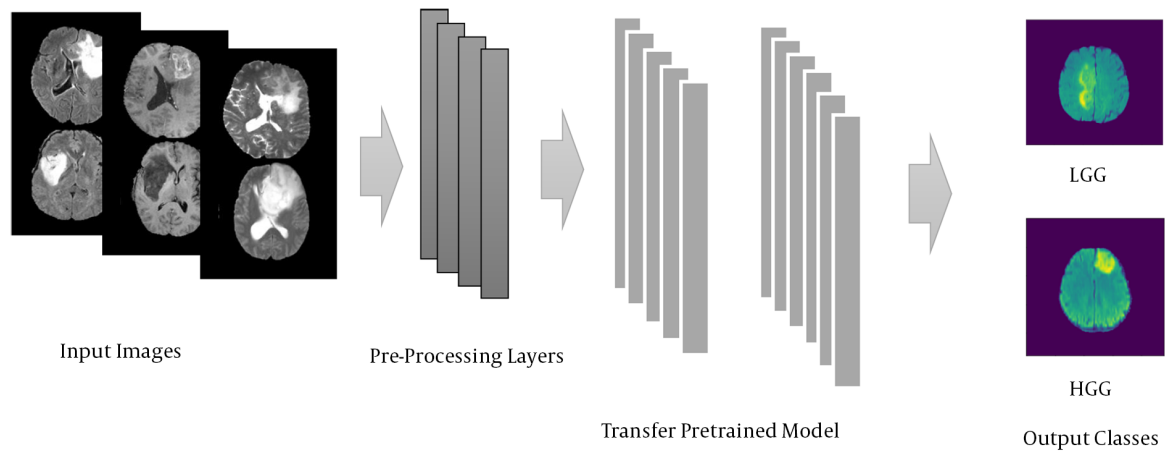 Input Images
Pre-Processing Layers
Transfer Pretrained Model
LGG
HGG
Output Classes